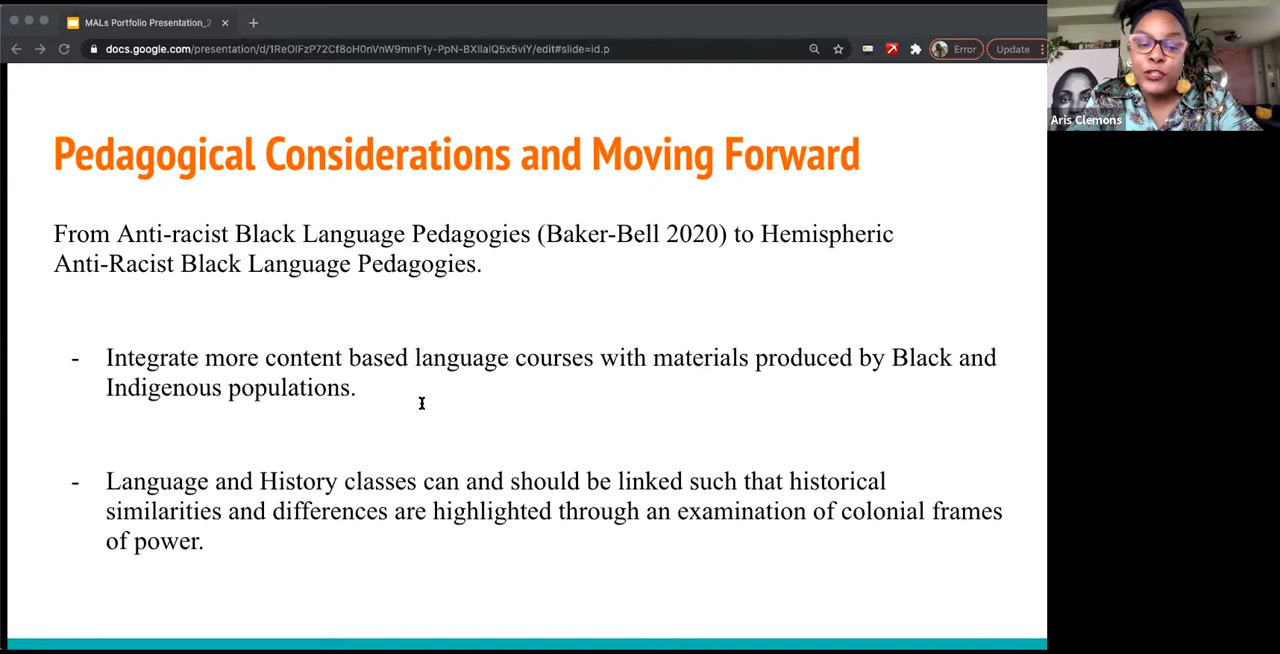 MALs Portfolio Presentation_2
docs.google.com/presentation/d/1ReOIFzP72Cf8oH0nVnW9mnF1y-PpN-BXIIalQ5x5viY/edit#slide=id.p
Error
Update
Aris Clemons
Pedagogical Considerations and Moving Forward
From Anti-racist Black Language Pedagogies (Baker-Bell 2020) to Hemispheric
Anti-Racist Black Language Pedagogies.
- Integrate more content based language courses with materials produced by Black and
Indigenous populations.
- Language and History classes can and should be linked such that historical
similarities and differences are highlighted through an examination of colonial frames
of power.